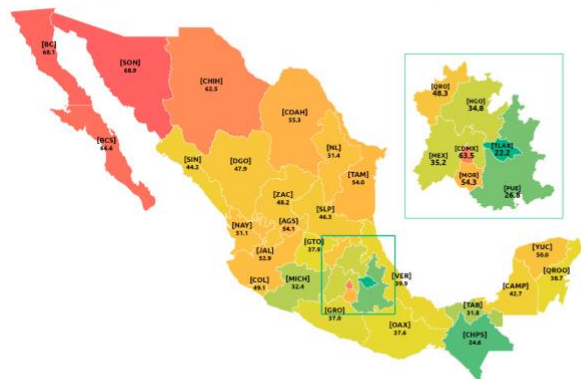 [BC]
68.1
[SON]
68.9
[CHIH]
62.5
[BCS]
66.6
[COAH]
55.3
[NL]
51.4
[TAM]
54.0
[SIN]
44.2
[DGO]
47.9
[ZAC]
48.2
[SLP]
46.3
[AGS]
54.1
[NAY]
51.1
[JAL]
52.9
[GTO]
37.9
[COL]
49.1
[MICH]
32.4
[GRO]
37.0
[VER]
39.9
[OAX]
37.6
[TAB]
31.8
[CHPS]
24.6
[CAMP]
42.7
[YUC]
50.0
[QROO]
38.7
[QRO]
48.3
[HGO]
34.8
[MEX]
35.2
[CDMX]
63.5
[TLAX]
22.2
[MOR]
54.3
[PUE]
26.8